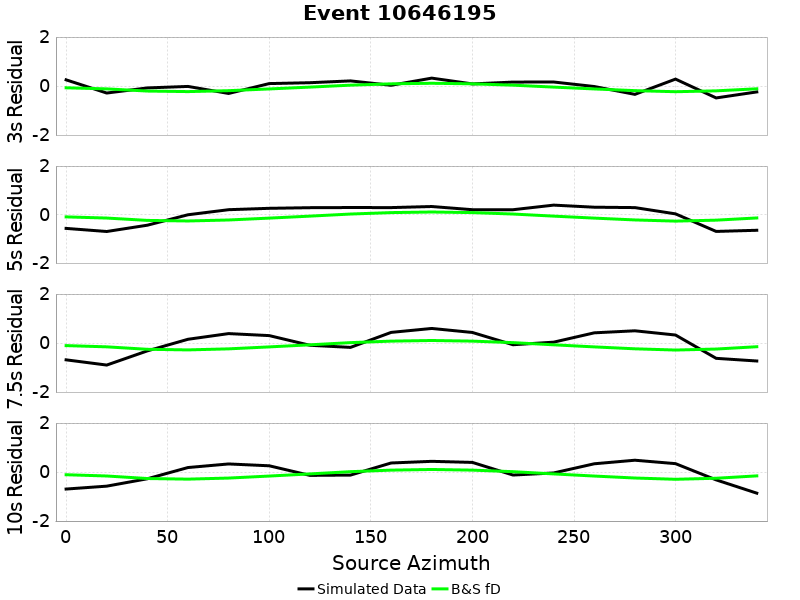 Event 10646195
3s Residual
2
0
-2
5s Residual
2
0
-2
7.5s Residual
2
0
-2
10s Residual
2
0
-2
0 50 100 150 200 250 300
Source Azimuth
Simulated Data B&S fD